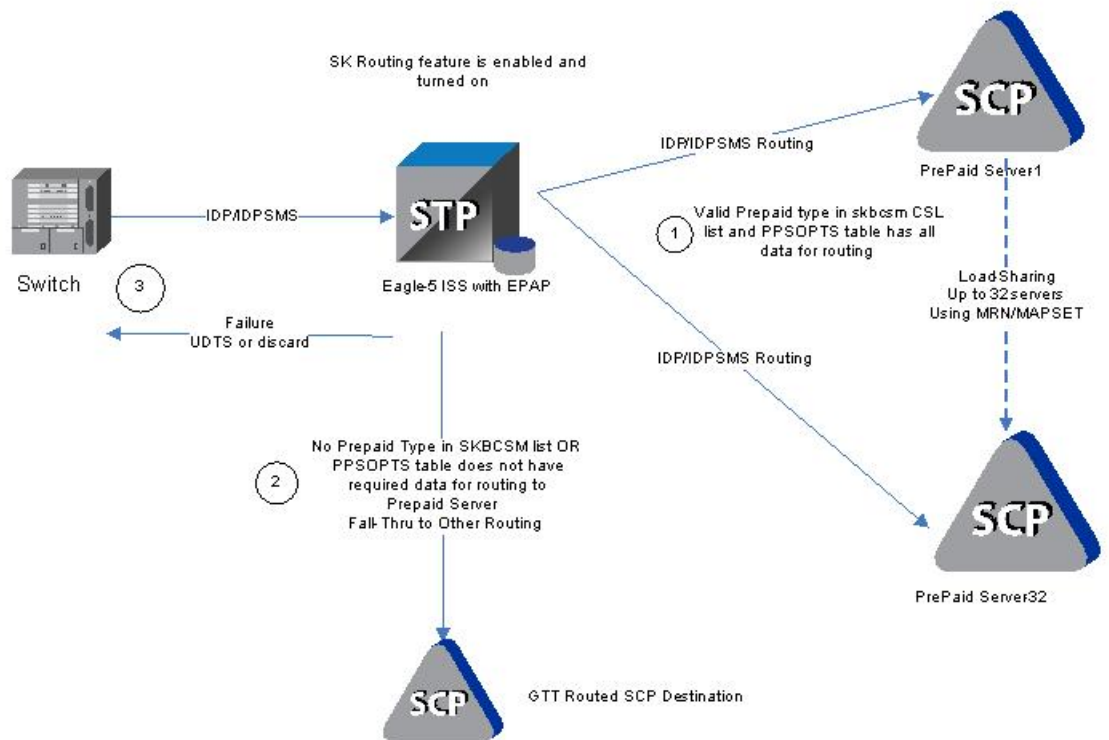 SK Routing feature is enabled and
turned on
SCP
IDP/IDPSMS Routing
PrePaid Server1
STP
IDP/IDPSMS
1
Valid Prepaid type in skbcsm CSL
list and PPSOPTS table has all
data for routing
Switch
3
Eagle-5 ISS with EPAP
Load-Sharing
Up to 32 servers
Using MRN/MAPSET
Failure
UDTS or discard
IDP/IDPSMS Routing
2
No Prepaid Type in SKBCSM list OR
PPSOPTS table does not have
required data for routing to
Prepaid Server
Fall-Thru to Other Routing
SCP
PrePaid Server32
SCP
GTT Routed SCP Destination